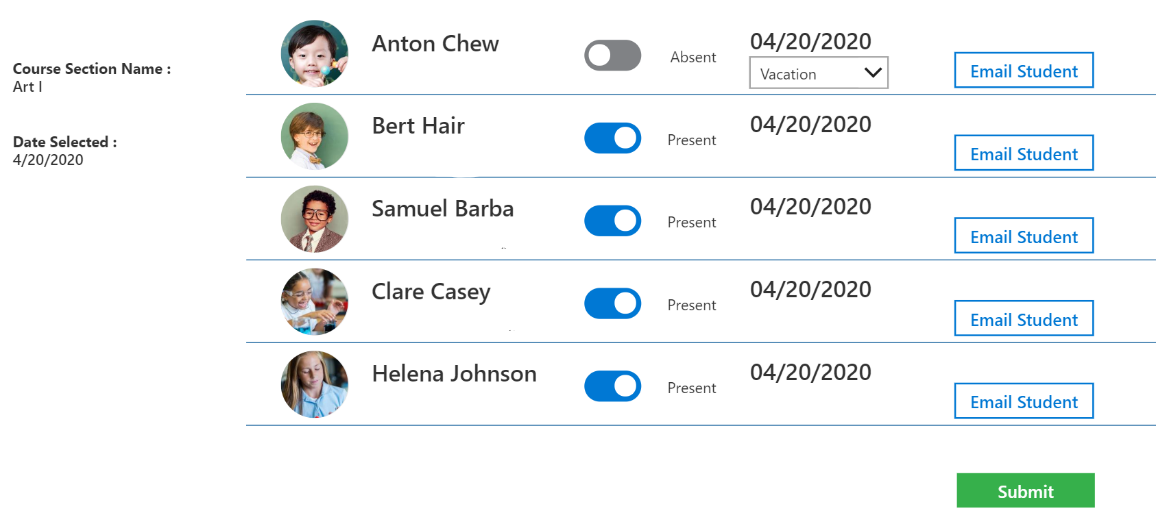 Course Section Name :
Art I
Date Selected :
4/20/2020
Anton Chew
Absent
04/20/2020
Vacation
Email Student
Bert Hair
Present
04/20/2020
Email Student
Samuel Barba
Present
04/20/2020
Email Student
Clare Casey
Present
04/20/2020
Email Student
Helena Johnson
Present
04/20/2020
Email Student
Submit